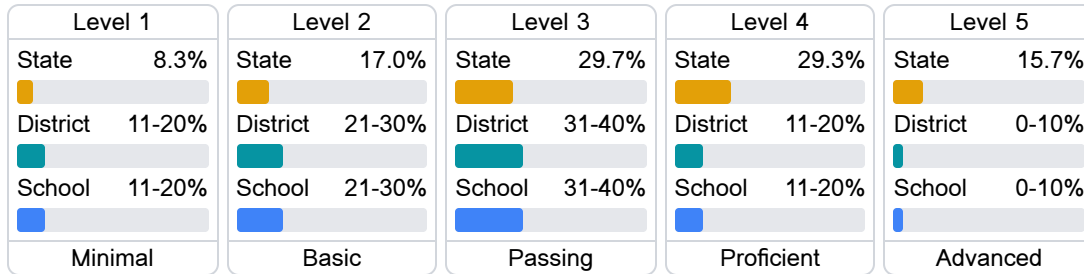 Level 1
State 8.3%
District 11-20%
School 11-20%
Minimal
Level 2
State 17.0%
District 21-30%
School 21-30%
Basic
Level 3
State 29.7%
District 31-40%
School 31-40%
Passing
Level 4
State 29.3%
District 11-20%
School 11-20%
Proficient
Level 5
State 15.7%
District 0-10%
School 0-10%
Advanced